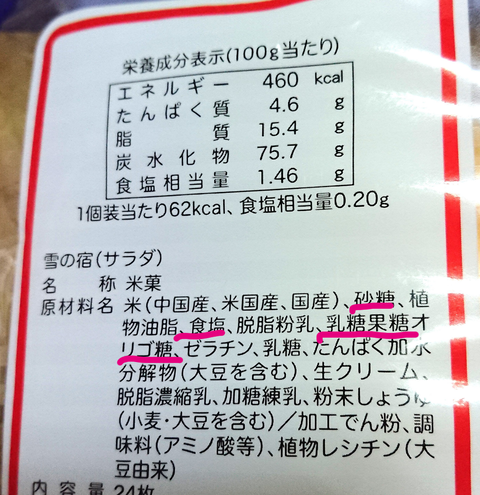 栄養成分表示(100g当たり)
エネルギー 460 kcal
たんぱく質 4.6 g
脂質 15.4 g
炭水化物 75.7 g
食塩相当量 1.46 g
1個装当たり62kcal、食塩相当量0.20g
雪の宿(サラダ)
名称 米菓
原材料名 米(中国産、米国産、国産)、砂糖、植
物油脂、食塩、脱脂粉乳、乳糖果糖オ
リゴ糖、ゼラチン、乳糖、たんぱく加水
分解物(大豆を含む)、生クリーム、
脱脂濃縮乳、加糖練乳、粉末しょうゆ
(小麦・大豆を含む)/加工でん粉、調
味料(アミノ酸等)、植物レシチン(大
豆由来)
内容量 24枚